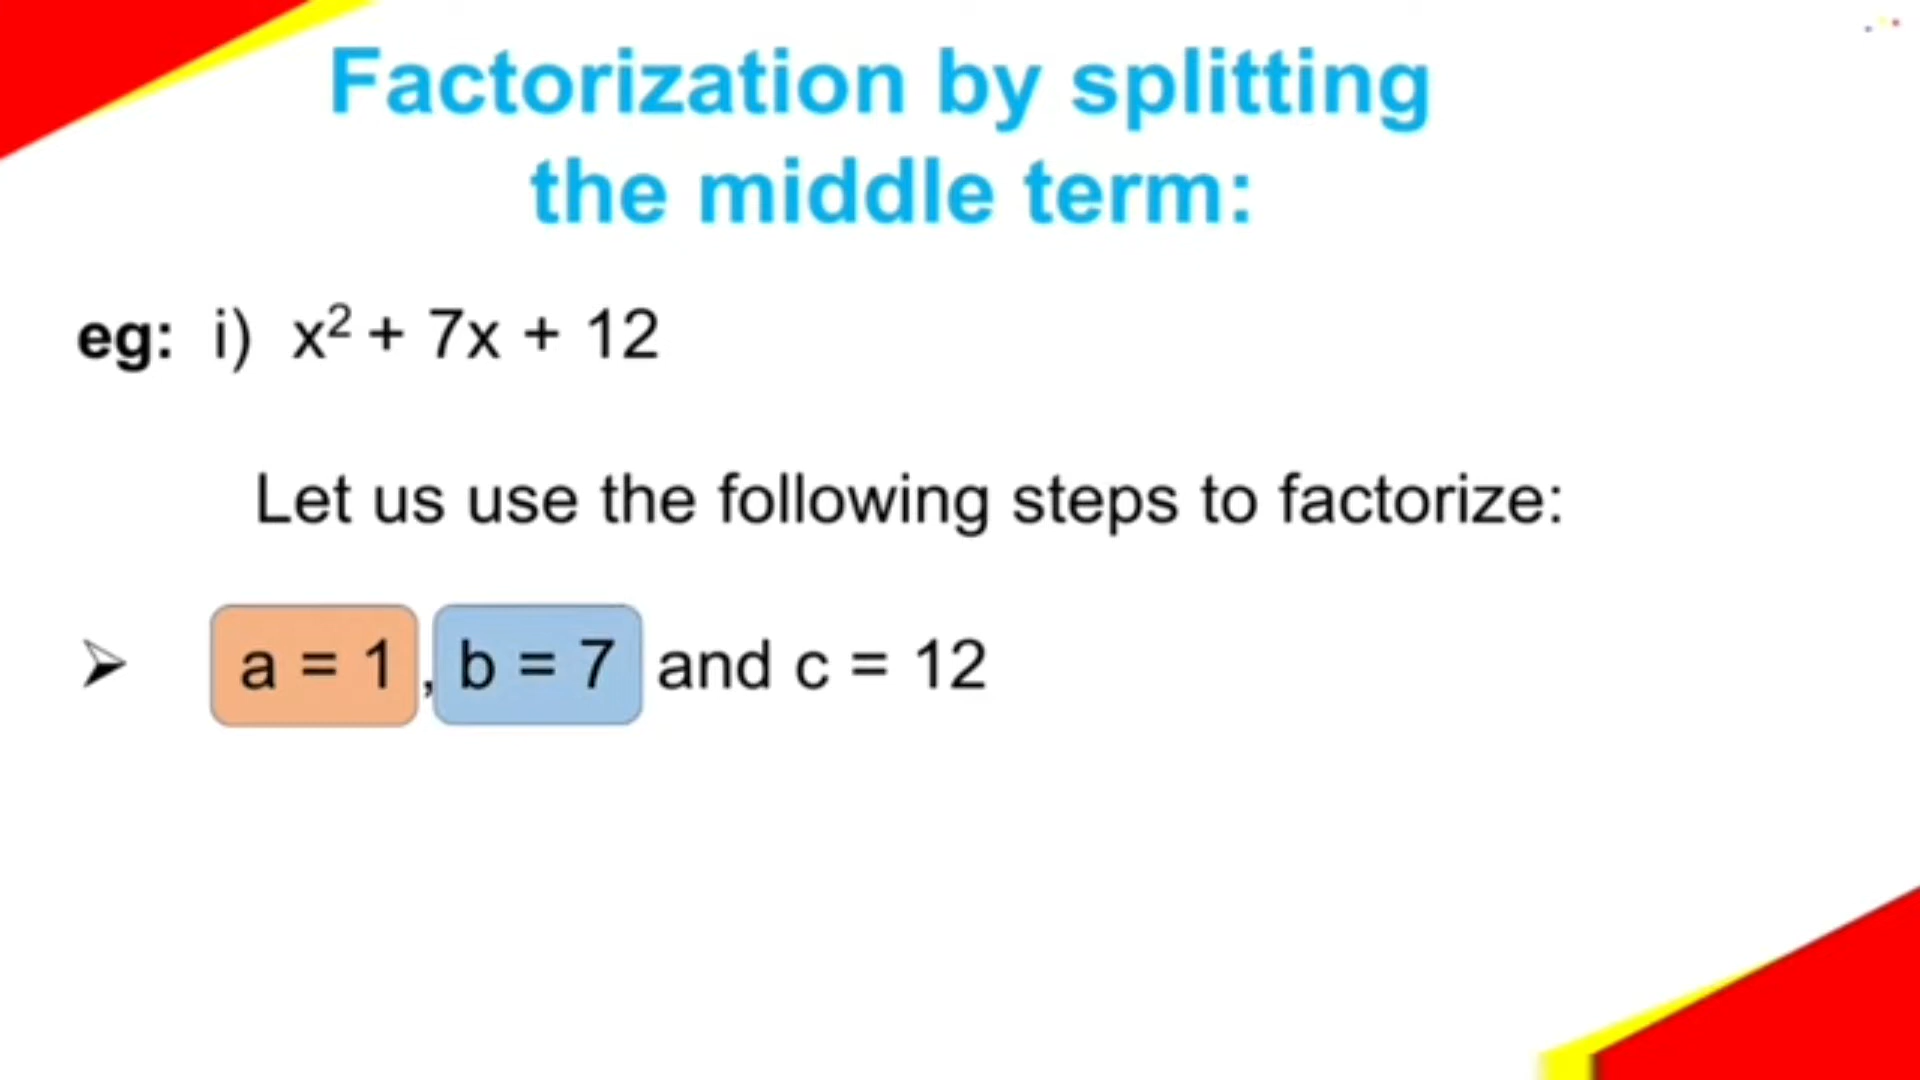 Factorization by splitting
the middle term:
eg: i) x² + 7x + 12
Let us use the following steps to factorize:
➢ a = 1 , b = 7 and c = 12